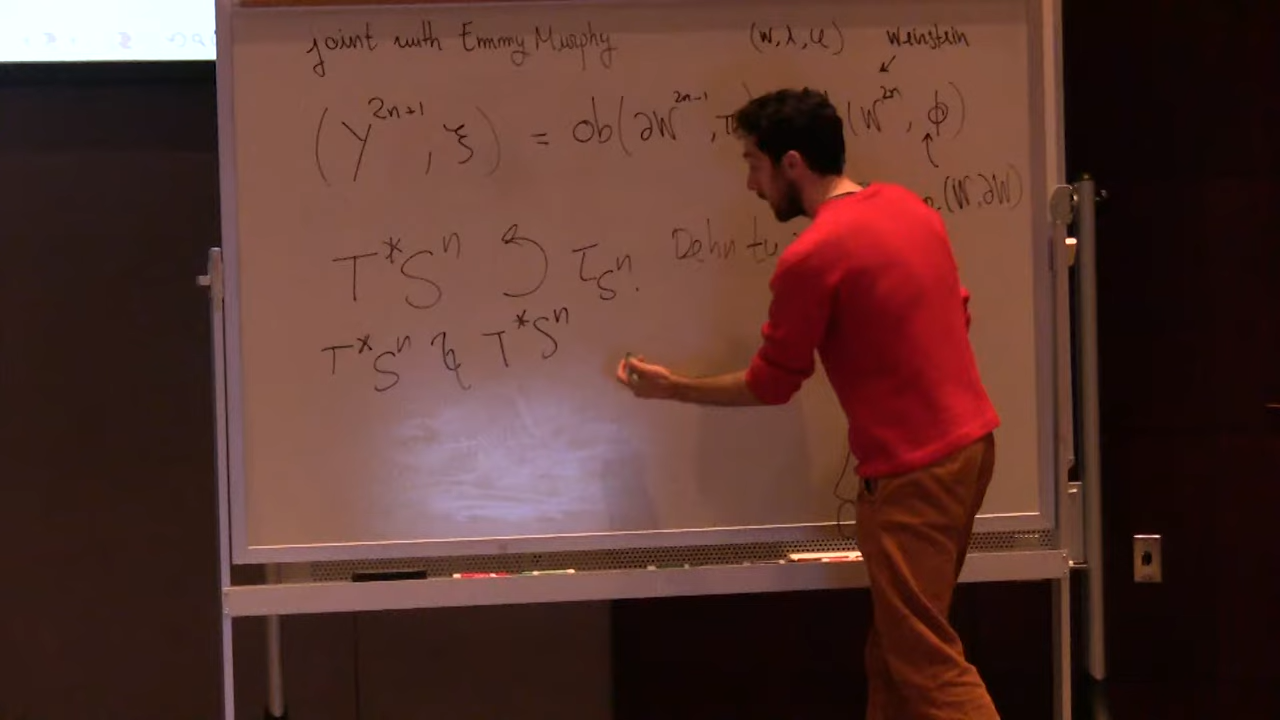 joint with Emmy Murphy (W, λ, φ) Weinstein
(Y^{2n+1}, ξ) = ob(∂W^{2n-1}, π (W^{2n}, ϕ)
(W, ∂W)
T*S^n τ_{S^n}. Dehn tw
T*S^n T*S^n